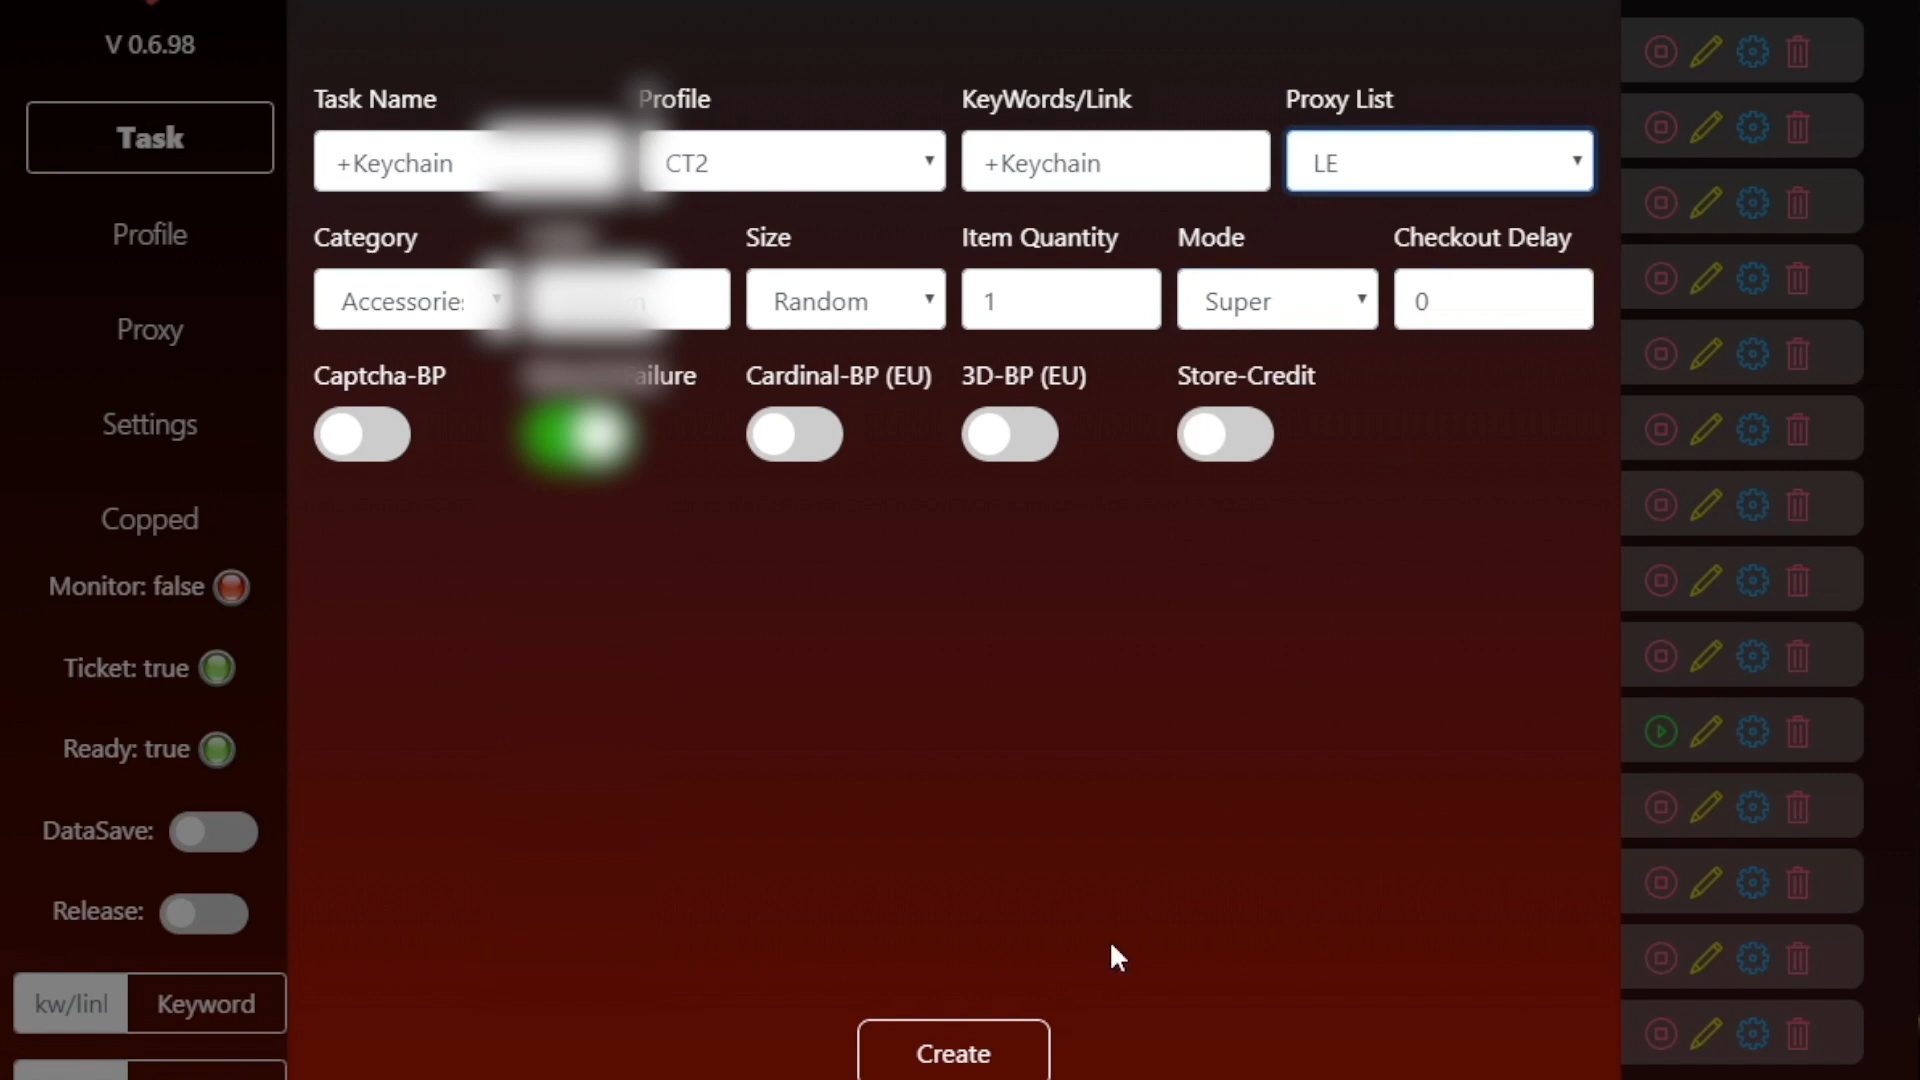 V 0.6.98
Task
Profile
Proxy
Settings
Copped
Monitor: false
Ticket: true
Ready: true
DataSave:
Release:
kw/linl Keyword
Task Name Profile KeyWords/Link Proxy List
+Keychain CT2 +Keychain LE
Category Size Item Quantity Mode Checkout Delay
Accessorie Random 1 Super 0
Captcha-BP ailure Cardinal-BP (EU) 3D-BP (EU) Store-Credit
Create